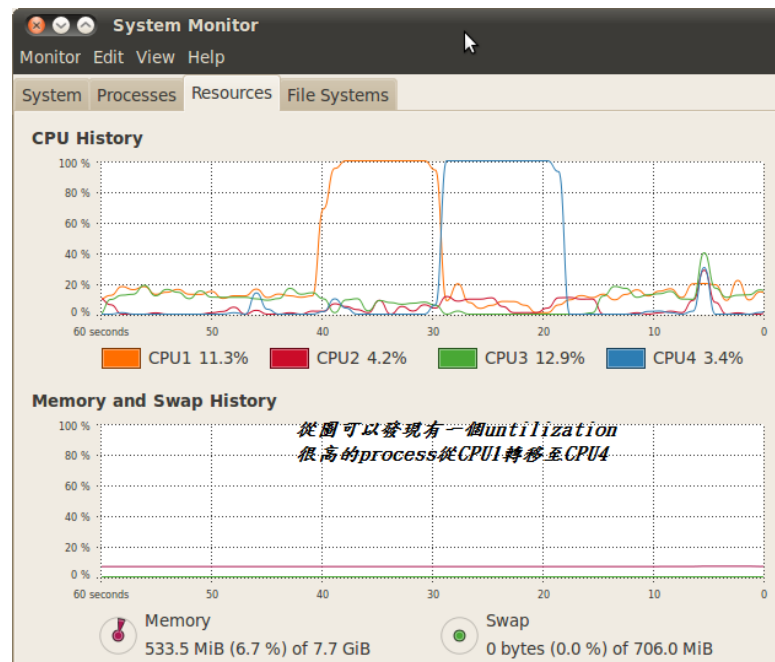 System Monitor
Monitor Edit View Help
System Processes Resources File Systems
CPU History
100 %
80 %
60 %
40 %
20 %
0 %
60 seconds 50 40 30 20 10 0
CPU1 11.3% CPU2 4.2% CPU3 12.9% CPU4 3.4%
Memory and Swap History
100 %
80 %
60 %
40 %
20 %
0 %
從圖可以發現有一個untilization
很高的process從CPU1轉移至CPU4
60 seconds 50 40 30 20 10 0
Memory
533.5 MiB (6.7 %) of 7.7 GiB
Swap
0 bytes (0.0 %) of 706.0 MiB